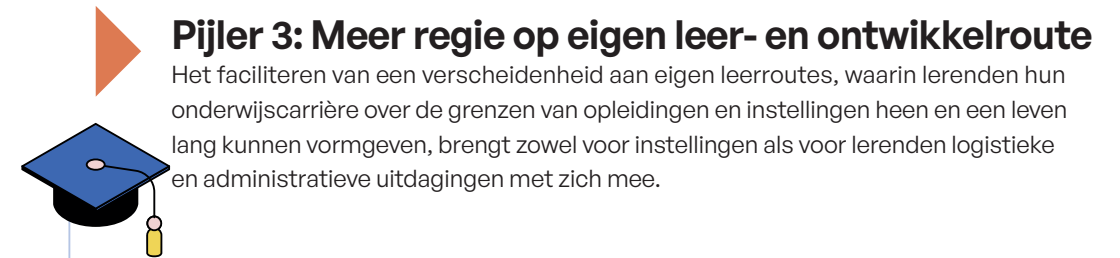 Pijler 3: Meer regie op eigen leer- en ontwikkelroute
Het faciliteren van een verscheidenheid aan eigen leerroutes, waarin lerenden hun
onderwijscarrière over de grenzen van opleidingen en instellingen heen en een leven
lang kunnen vormgeven, brengt zowel voor instellingen als voor lerenden logistieke
en administratieve uitdagingen met zich mee.